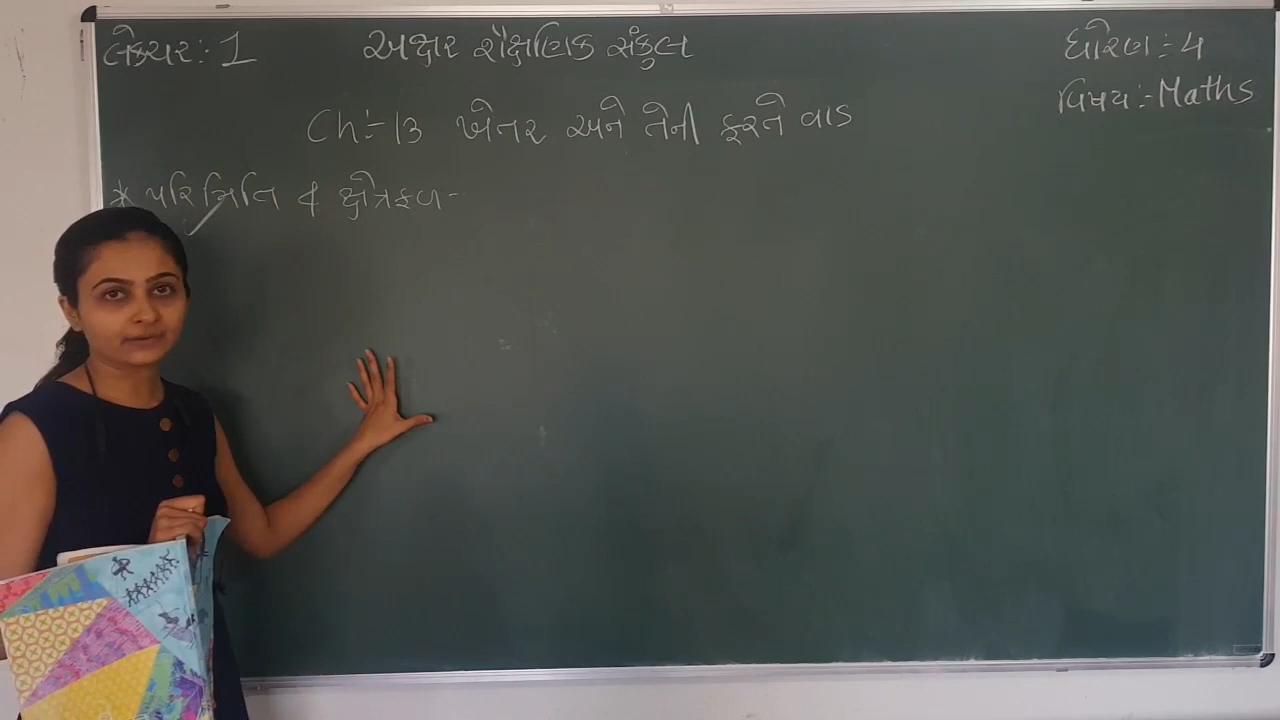 લેક્ચર:- 1
અક્ષર શૈક્ષણિક સંકુલ
ધોરણ:- 4
વિષય:- Maths
Ch:- 13 ખેતર અને તેની ફરતે વાડ
* પરિમિતિ & ક્ષેત્રફળ -